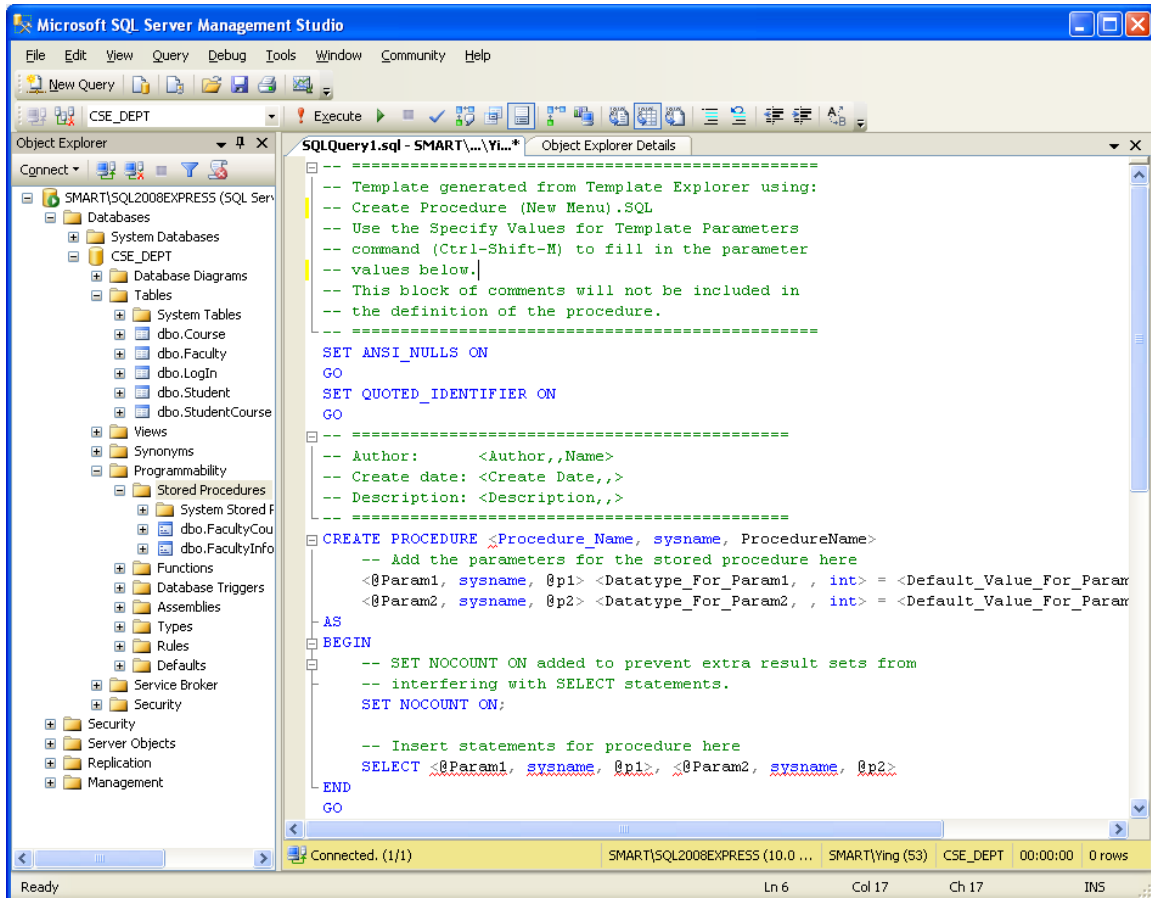 Microsoft SQL Server Management Studio
File Edit View Query Debug Tools Window Community Help
New Query
CSE_DEPT
Execute
Object Explorer
SQLQuery1.sql - SMART\...\Yi...*
Object Explorer Details
Connect
SMART\SQL2008EXPRESS (SQL Ser
Databases
System Databases
CSE_DEPT
Database Diagrams
Tables
System Tables
dbo.Course
dbo.Faculty
dbo.LogIn
dbo.Student
dbo.StudentCourse
Views
Synonyms
Programmability
Stored Procedures
System Stored P
dbo.FacultyCou
dbo.FacultyInfo
Functions
Database Triggers
Assemblies
Types
Rules
Defaults
Service Broker
Security
Security
Server Objects
Replication
Management
-- ================================================
-- Template generated from Template Explorer using:
-- Create Procedure (New Menu).SQL
-- Use the Specify Values for Template Parameters
-- command (Ctrl-Shift-M) to fill in the parameter
-- values below.
-- This block of comments will not be included in
-- the definition of the procedure.
-- ================================================
SET ANSI_NULLS ON
GO
SET QUOTED_IDENTIFIER ON
GO
-- =============================================
-- Author: <Author,,Name>
-- Create date: <Create Date,,>
-- Description: <Description,,>
-- =============================================
CREATE PROCEDURE <Procedure_Name, sysname, ProcedureName>
-- Add the parameters for the stored procedure here
<@Param1, sysname, @p1> <Datatype_For_Param1, , int> = <Default_Value_For_Param
<@Param2, sysname, @p2> <Datatype_For_Param2, , int> = <Default_Value_For_Param
AS
BEGIN
-- SET NOCOUNT ON added to prevent extra result sets from
-- interfering with SELECT statements.
SET NOCOUNT ON;
-- Insert statements for procedure here
SELECT <@Param1, sysname, @p1>, <@Param2, sysname, @p2>
END
GO
Connected. (1/1)
SMART\SQL2008EXPRESS (10.0 ...
SMART\Ying (53)
CSE_DEPT
00:00:00
0 rows
Ready
Ln 6
Col 17
Ch 17
INS